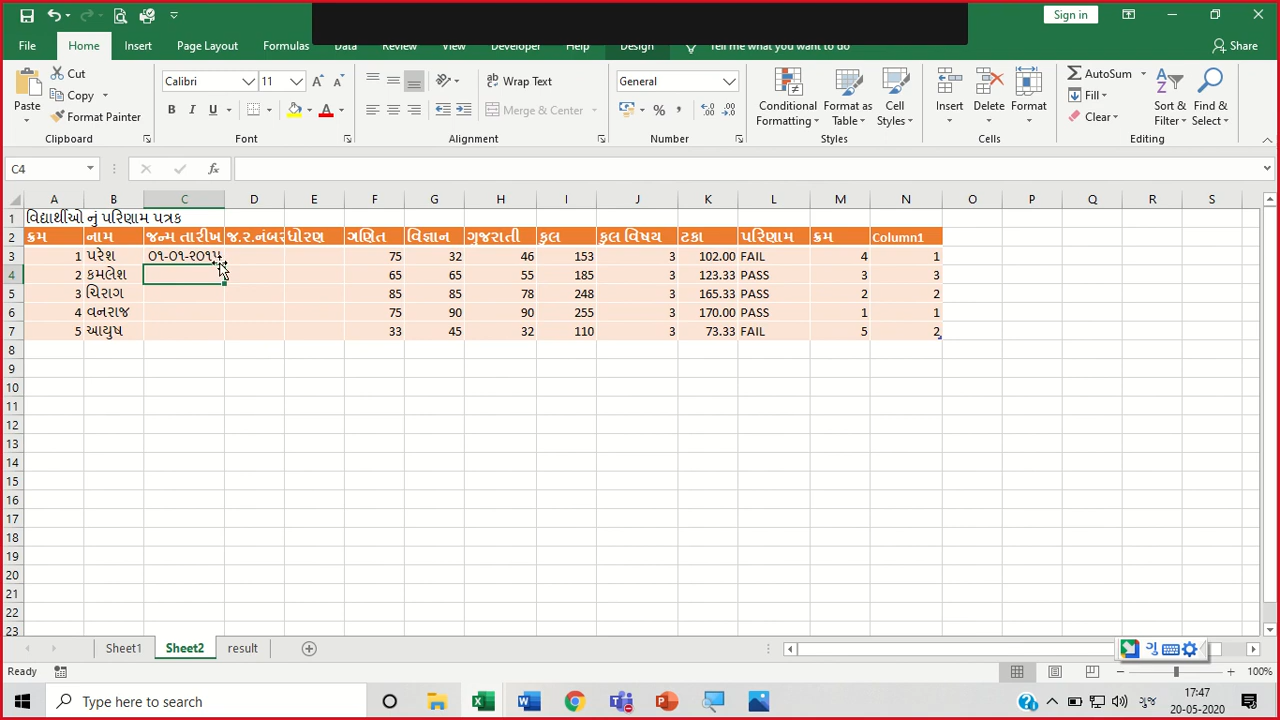 Sign in
File Home Insert Page Layout Formulas Data Review View Developer Help Design Tell me what you want to do Share
Paste Cut Copy Format Painter Calibri 11 Wrap Text Merge & Center General Conditional Formatting Format as Table Cell Styles Insert Delete Format AutoSum Fill Clear Sort & Filter Find & Select
Clipboard Font Alignment Number Styles Cells Editing
C4
A B C D E F G H I J K L M N O P Q R S
1 વિદ્યાર્થીઓ નું પરિણામ પત્રક
2 ક્રમ નામ જન્મ તારીખ જ.ર.નંબર ધોરણ ગણિત વિજ્ઞાન ગુજરાતી કુલ કુલ વિષય ટકા પરિણામ ક્રમ Column1
3 1 પરેશ ૦૧-૦૧-૨૦૧૫ 75 32 46 153 3 102.00 FAIL 4 1
4 2 કમલેશ 65 65 55 185 3 123.33 PASS 3 3
5 3 ચિરાગ 85 85 78 248 3 165.33 PASS 2 2
6 4 વનરાજ 75 90 90 255 3 170.00 PASS 1 1
7 5 આયુષ 33 45 32 110 3 73.33 FAIL 5 2
8
9
10
11
12
13
14
15
16
17
18
19
20
21
22
23
Sheet1 Sheet2 result
Ready 100%
Type here to search 17:47
20-05-2020